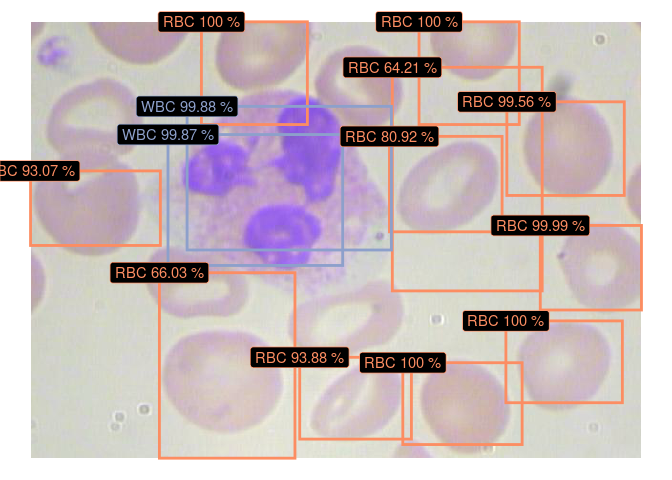 RBC 100 %
RBC 100 %
RBC 64.21 %
WBC 99.88 %
RBC 99.56 %
WBC 99.87 %
RBC 80.92 %
BC 93.07 %
RBC 99.99 %
RBC 66.03 %
RBC 100 %
RBC 93.88 %
RBC 100 %